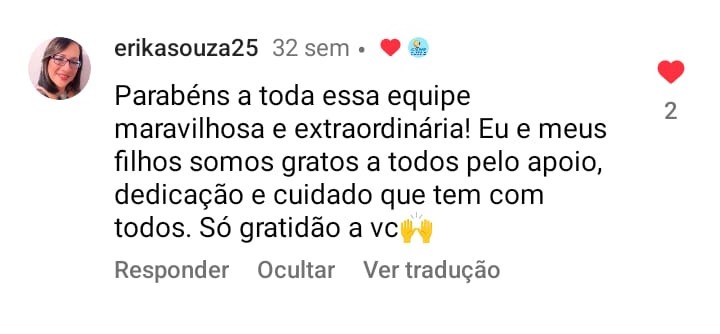 erikasouza25 32 sem • ❤️
Parabéns a toda essa equipe
maravilhosa e extraordinária! Eu e meus
filhos somos gratos a todos pelo apoio,
dedicação e cuidado que tem com
todos. Só gratidão a vc🙌
2
Responder Ocultar Ver tradução